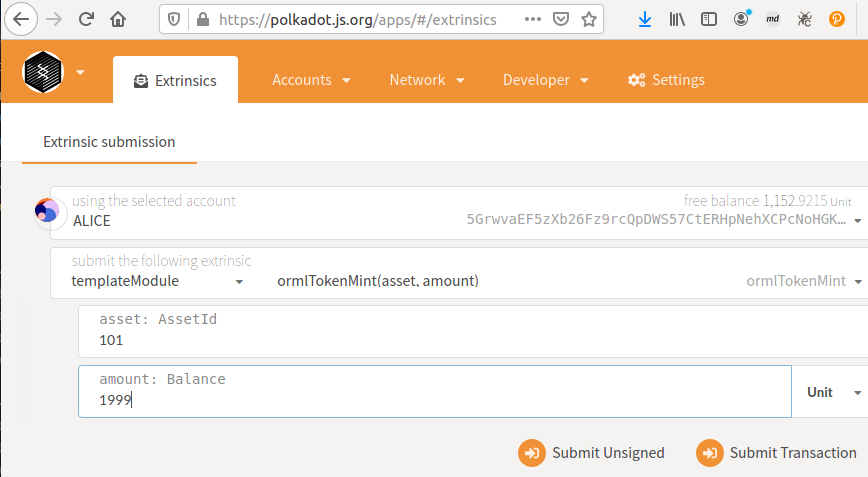 https://polkadot.js.org/apps/#/extrinsics
md
Extrinsics Accounts Network Developer Settings
Extrinsic submission
using the selected account free balance 1,152.9215 Unit
ALICE 5GrwvaEF5zXb26Fz9rcQpDWS57CtERHpNehXCPcNoHGK…
submit the following extrinsic
templateModule ormlTokenMint(asset, amount) ormlTokenMint
asset: AssetId
101
amount: Balance
1999 Unit
Submit Unsigned Submit Transaction